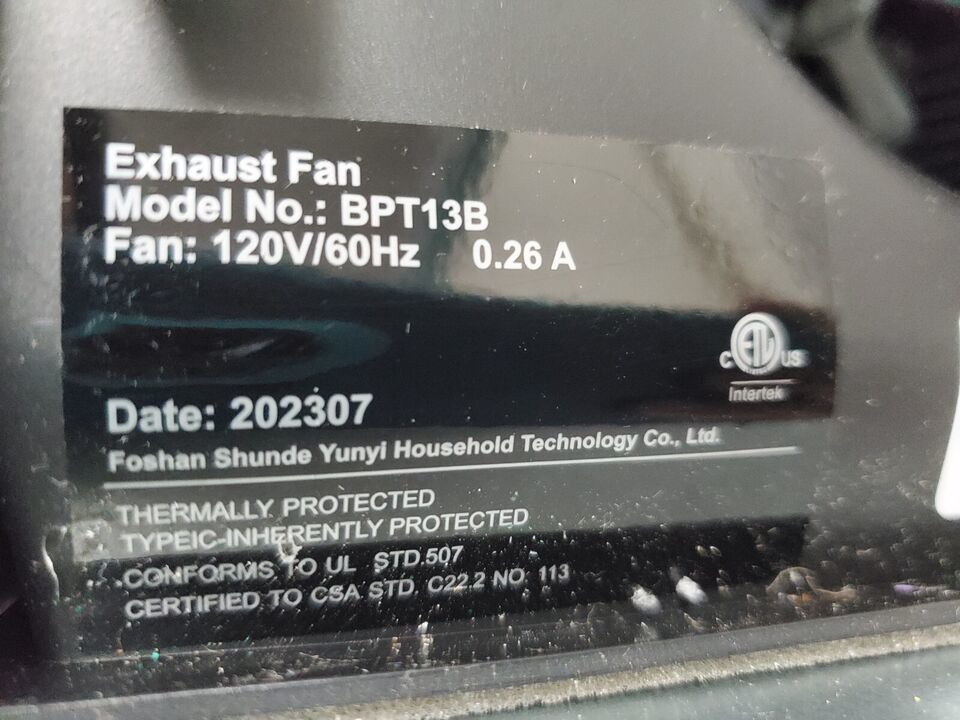 Exhaust Fan
Model No.: BPT13B
Fan: 120V/60Hz 0.26 A
C ETL US
Intertek
Date: 202307
Foshan Shunde Yunyi Household Technology Co., Ltd.
THERMALLY PROTECTED
TYPEIC-INHERENTLY PROTECTED
CONFORMS TO UL STD.507
CERTIFIED TO CSA STD. C22.2 NO. 113